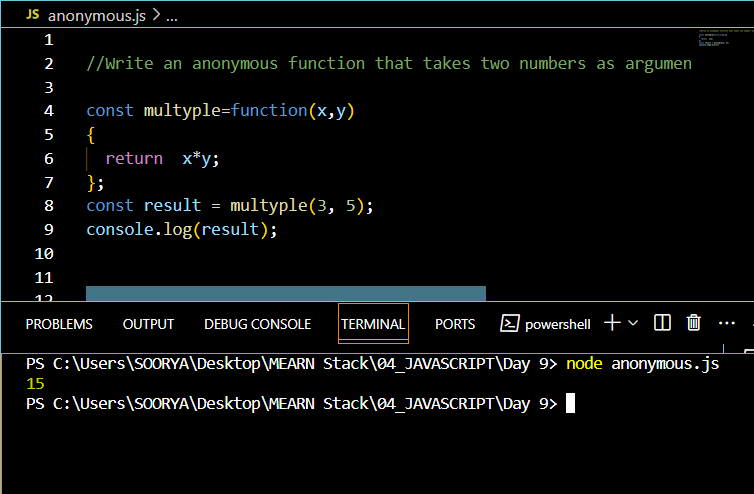 JS anonymous.js > ...
1
2 //Write an anonymous function that takes two numbers as argumen
3
4 const multyple=function(x,y)
5 {
6 return x*y;
7 };
8 const result = multyple(3, 5);
9 console.log(result);
10
11
12
PROBLEMS OUTPUT DEBUG CONSOLE TERMINAL PORTS powershell
PS C:\Users\SOORYA\Desktop\MEARN Stack\04_JAVASCRIPT\Day 9> node anonymous.js
15
PS C:\Users\SOORYA\Desktop\MEARN Stack\04_JAVASCRIPT\Day 9>